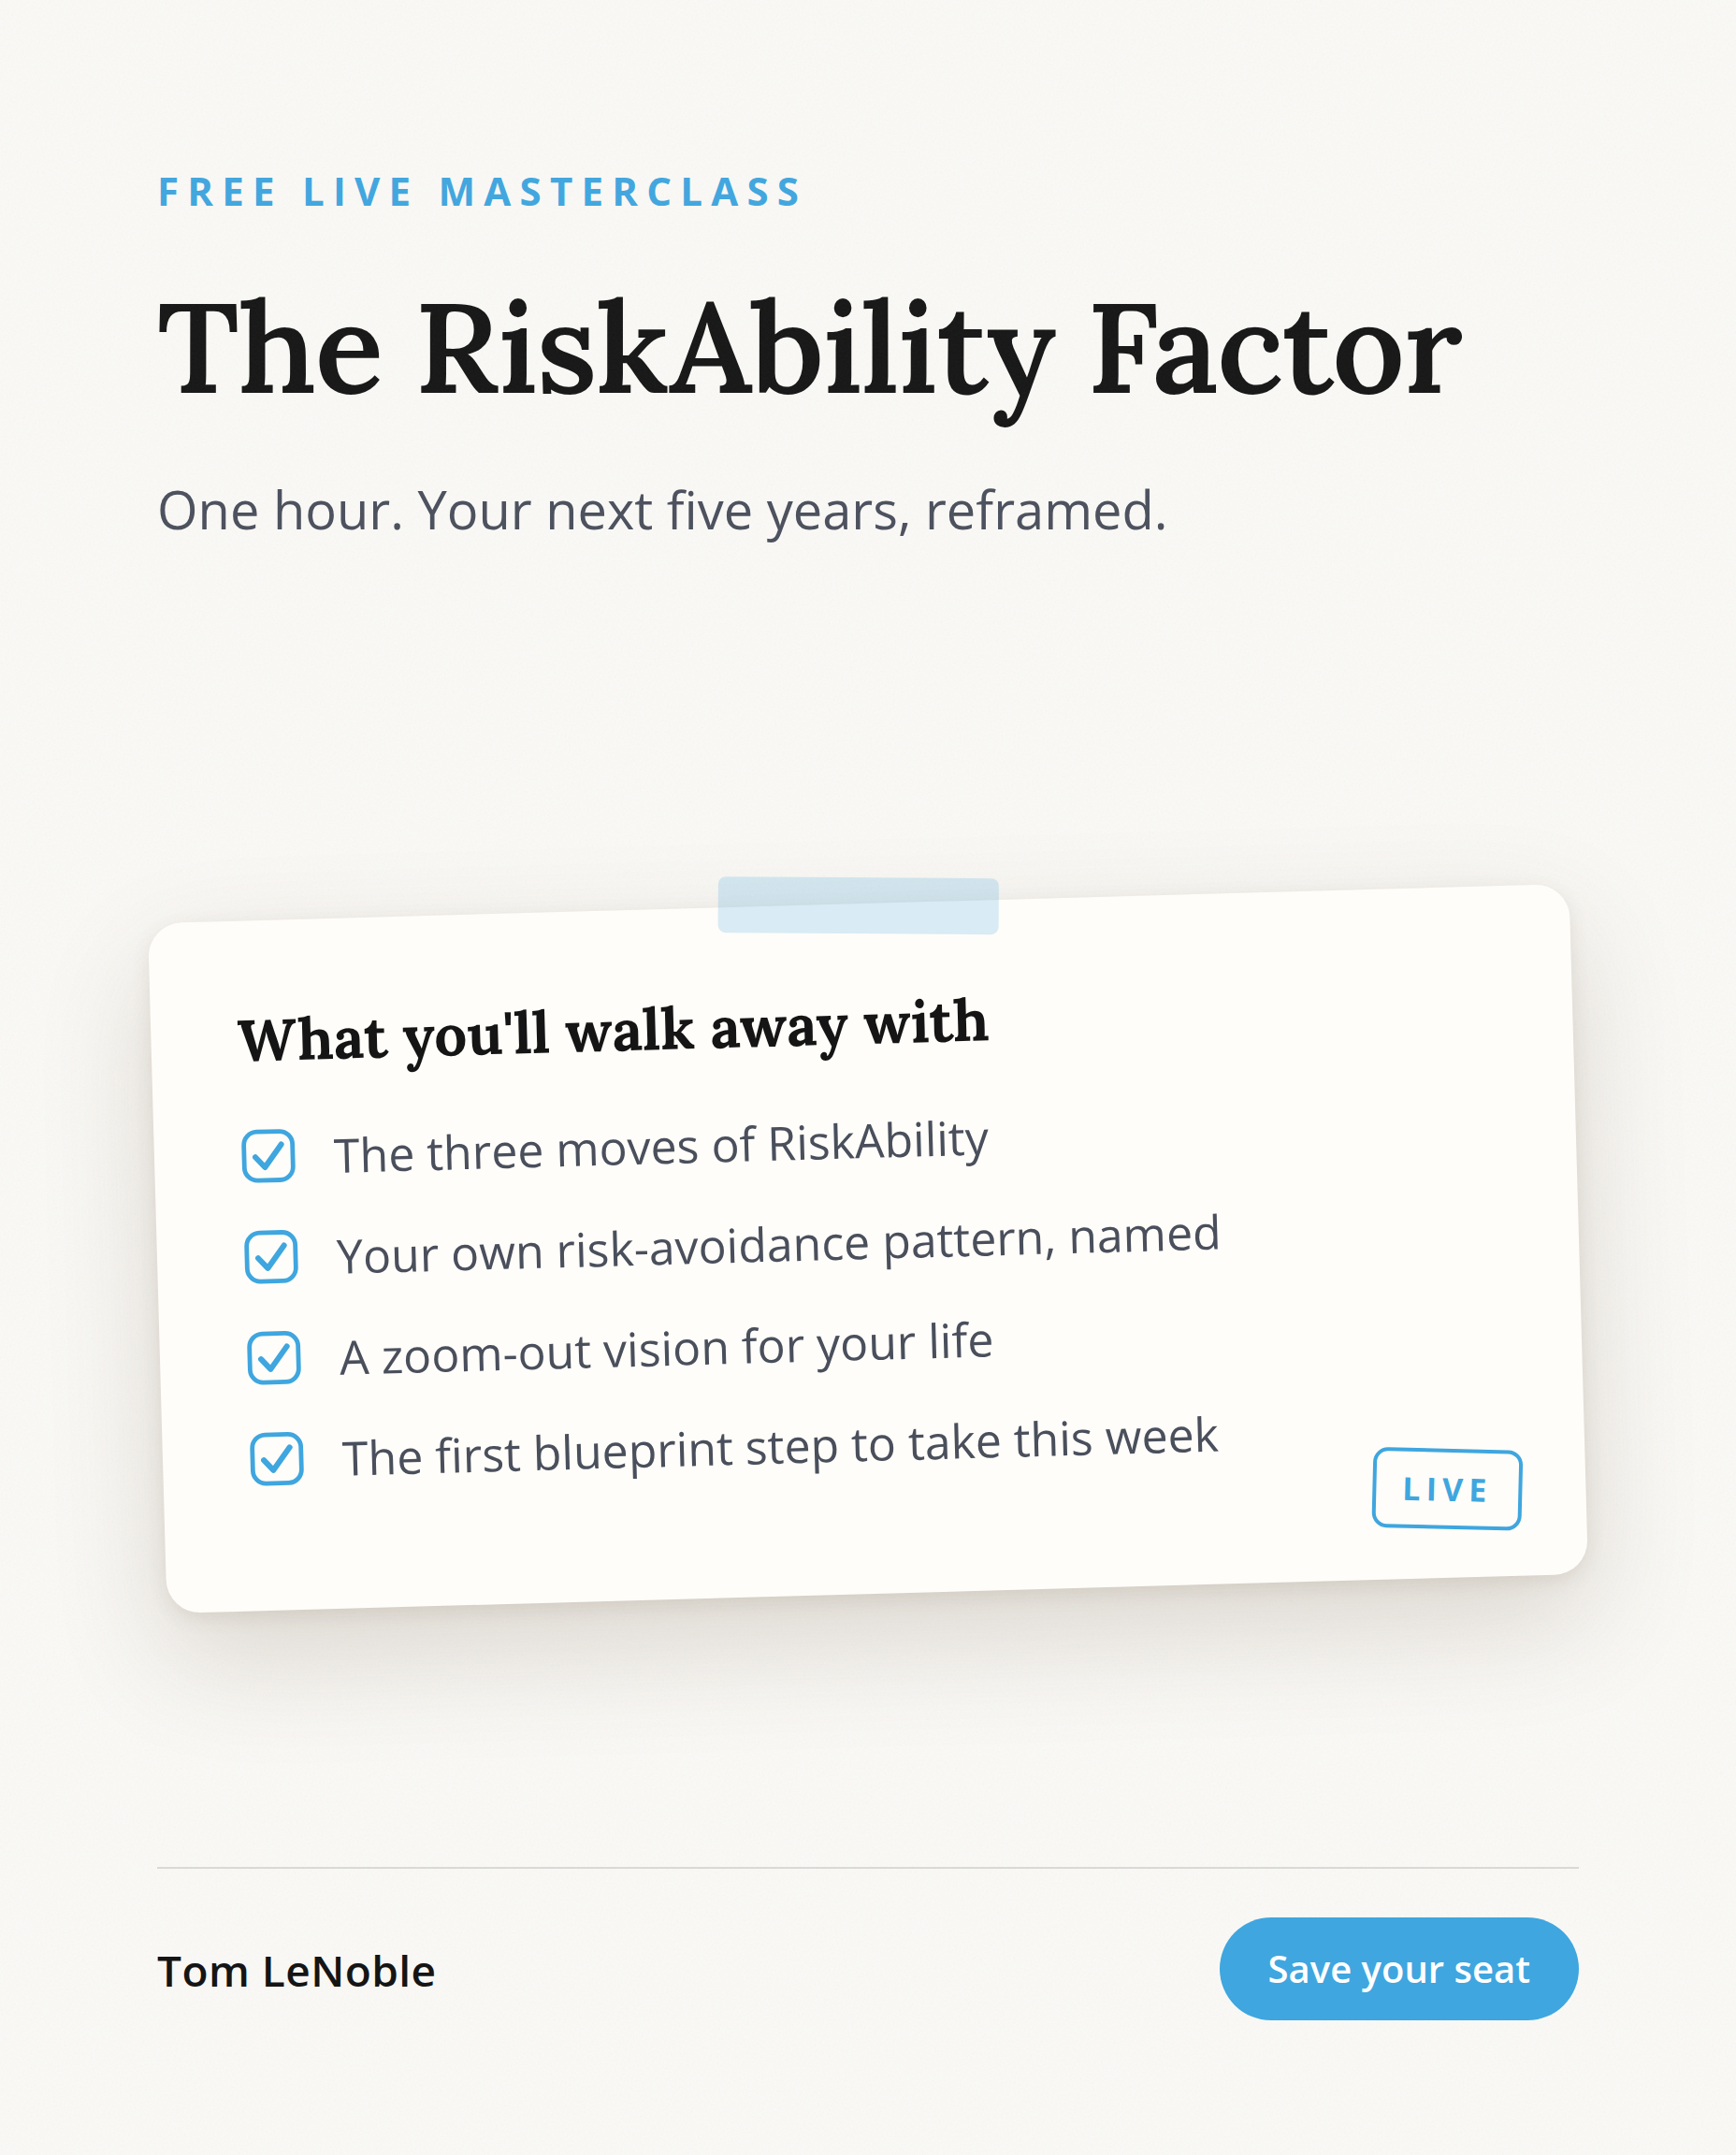 FREE LIVE MASTERCLASS
The RiskAbility Factor
One hour. Your next five years, reframed.
What you'll walk away with
The three moves of RiskAbility
Your own risk-avoidance pattern, named
A zoom-out vision for your life
The first blueprint step to take this week
LIVE
Tom LeNoble
Save your seat